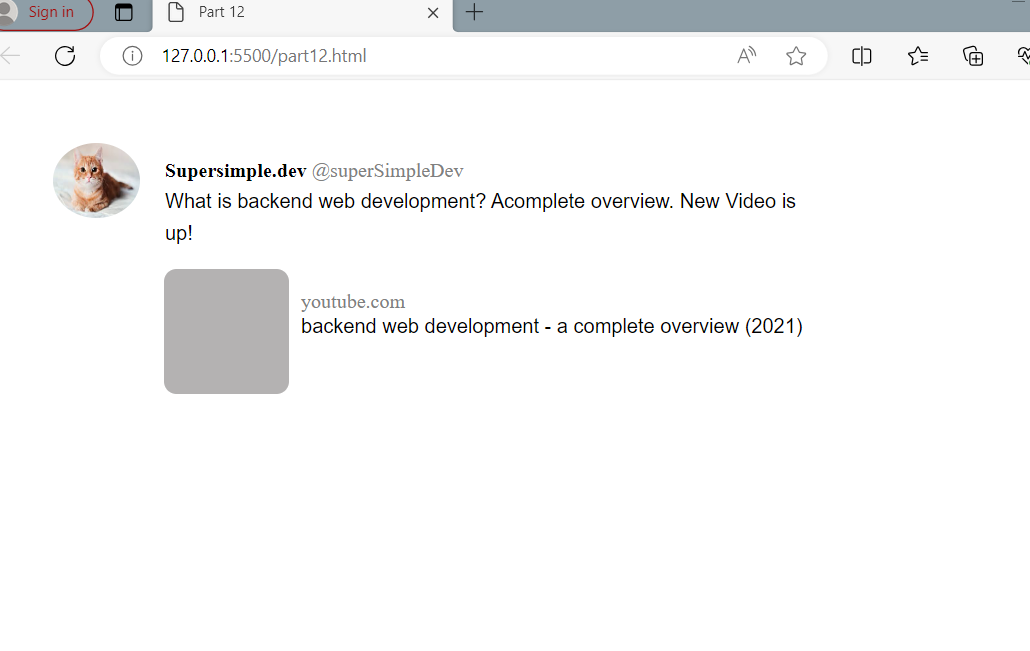 Sign in
Part 12
127.0.0.1:5500/part12.html
Supersimple.dev @superSimpleDev
What is backend web development? Acomplete overview. New Video is
up!
youtube.com
backend web development - a complete overview (2021)